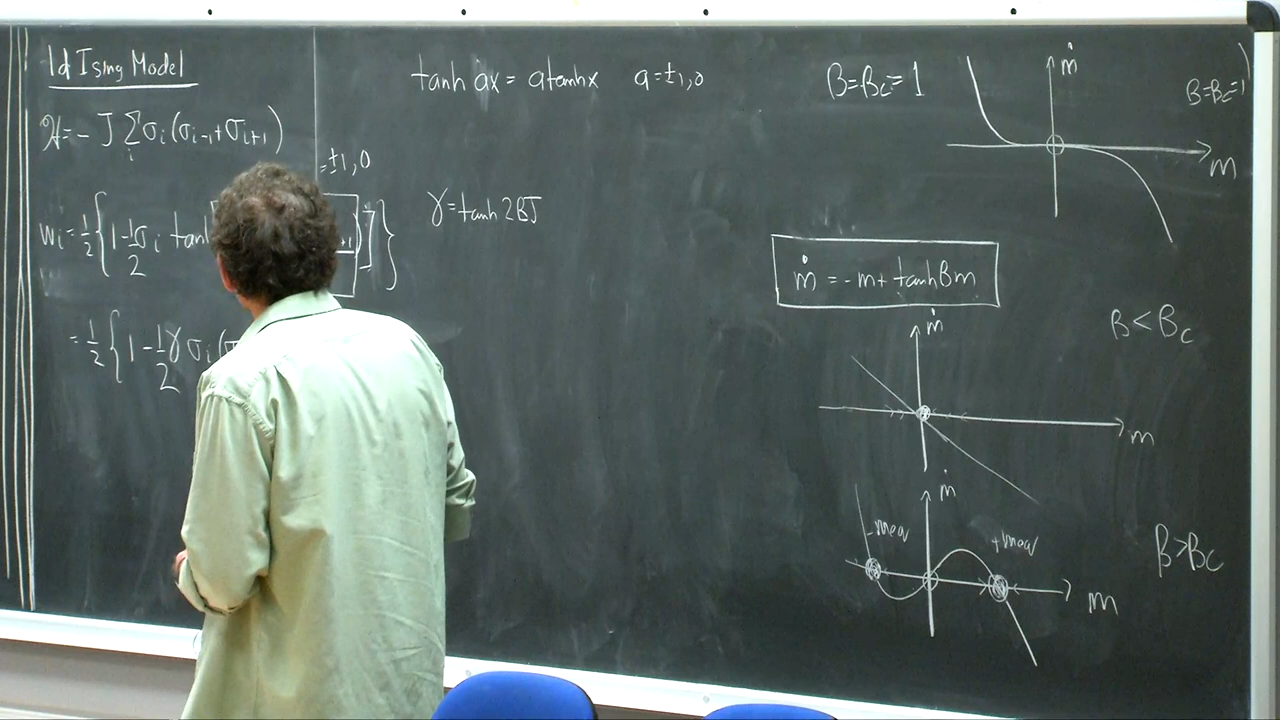 1d Ising Model
ℋ = - J ∑ᵢ σᵢ(σᵢ₋₁+σᵢ₊₁)
=±1,0
wᵢ = 1/2 { 1-1/2 σᵢ tanh ₊₁)] }
= 1/2 { 1-1/2 γ σᵢ(σ
tanh ax = a tanh x a=±1,0
γ = tanh 2βJ
β=βc=1
ṁ
β=βc=1
m
ṁ = -m+ tanh βm
β < βc
ṁ
m
ṁ
-meq
+meq
β>βc
m